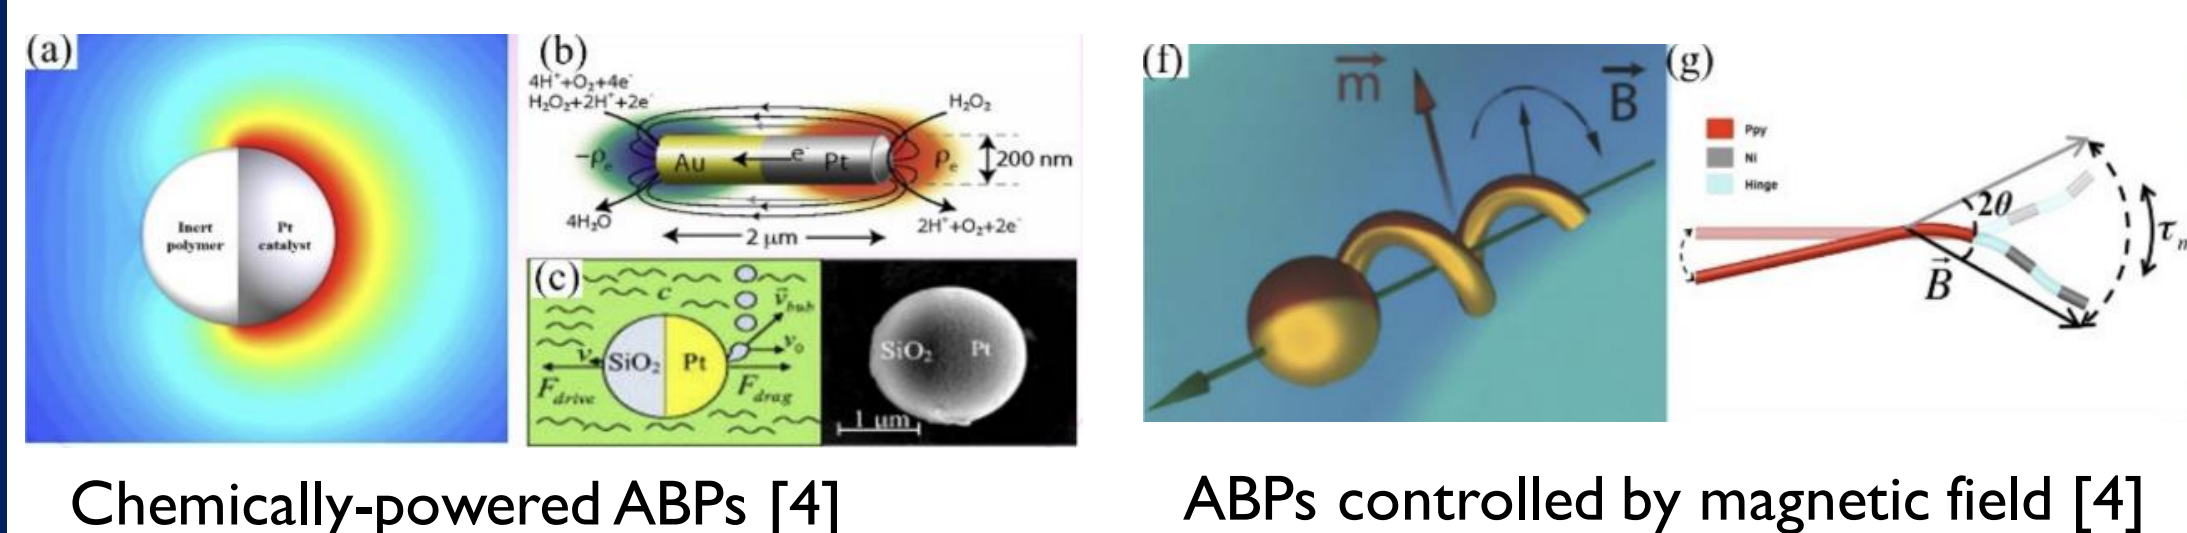 (a)
Inert
polymer
Pt
catalyst
(b)
4H⁺+O₂+4e⁻
H₂O₂+2H⁺+2e⁻
H₂O₂
-ρₑ
Au
e⁻
Pt
ρₑ
200 nm
4H₂O
2H⁺+O₂+2e⁻
2 μm
(c)
c
v⃗bub
v
SiO₂
Pt
v₀
Fdrive
Fdrag
SiO₂
Pt
1 μm
Chemically-powered ABPs [4]
(f)
m⃗
B⃗
(g)
Ppy
Ni
Hinge
2θ
B⃗
ABPs controlled by magnetic field [4]